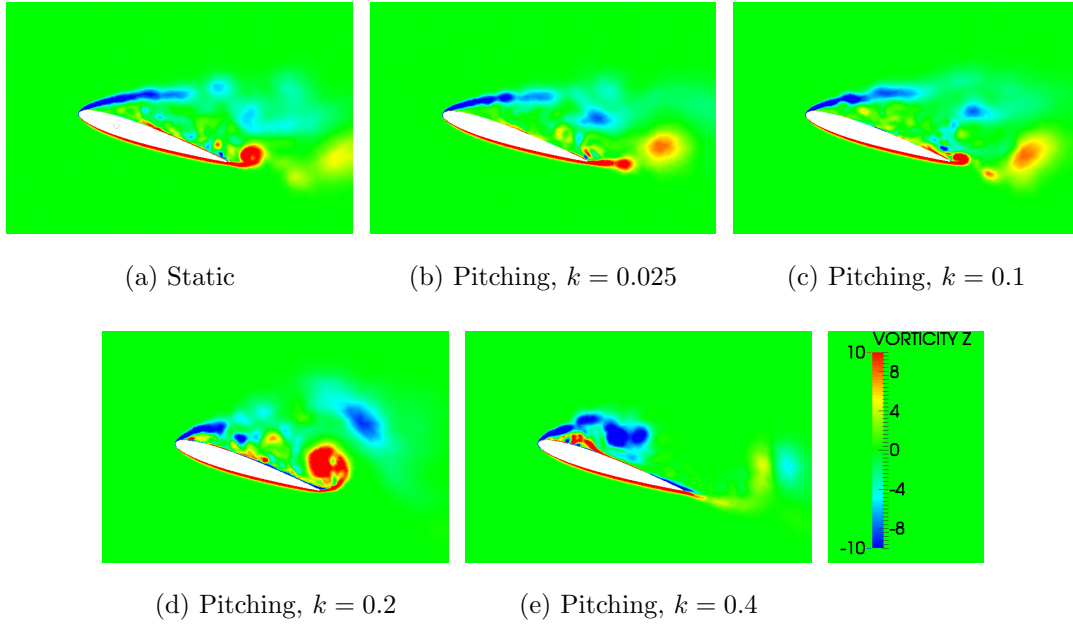 (a) Static
(b) Pitching, k = 0.025
(c) Pitching, k = 0.1
VORTICITY Z
10
8
4
0
-4
-8
-10
(d) Pitching, k = 0.2
(e) Pitching, k = 0.4